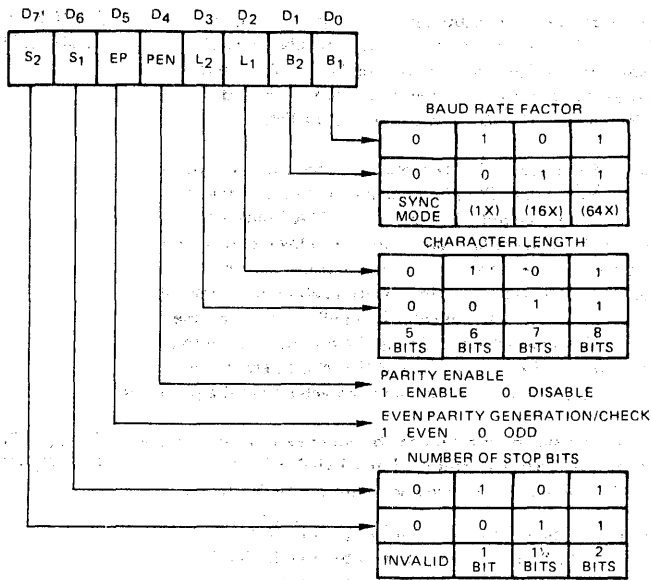 D7 D6 D5 D4 D3 D2 D1 D0
S2 S1 EP PEN L2 L1 B2 B1
BAUD RATE FACTOR
0 1 0 1
0 0 1 1
SYNC MODE (1X) (16X) (64X)
CHARACTER LENGTH
0 1 0 1
0 0 1 1
5 BITS 6 BITS 7 BITS 8 BITS
PARITY ENABLE
1 ENABLE 0 DISABLE
EVEN PARITY GENERATION/CHECK
1 EVEN 0 ODD
NUMBER OF STOP BITS
0 1 0 1
0 0 1 1
INVALID 1 BIT 1½ BITS 2 BITS